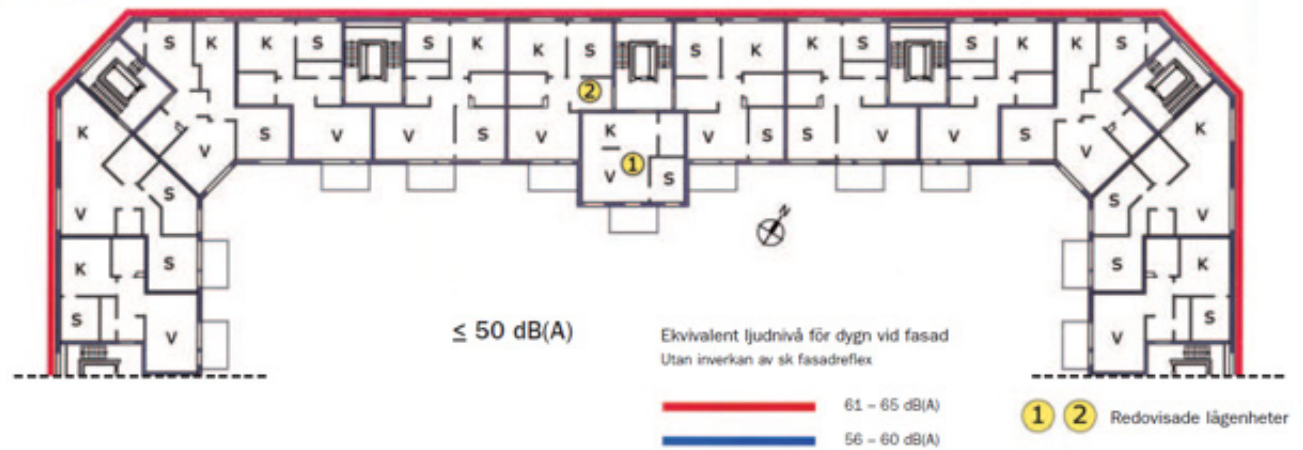 S K K S S K K S S K K S S K K S
2
K K
1
V S V V S V V S V S S V V S V
S V S S
V V
K S S K
S V V S
N
≤ 50 dB(A)
Ekvivalent ljudnivå för dygn vid fasad
Utan inverkan av sk fasadreflex
61 – 65 dB(A)
56 – 60 dB(A)
1 2 Redovisade lägenheter